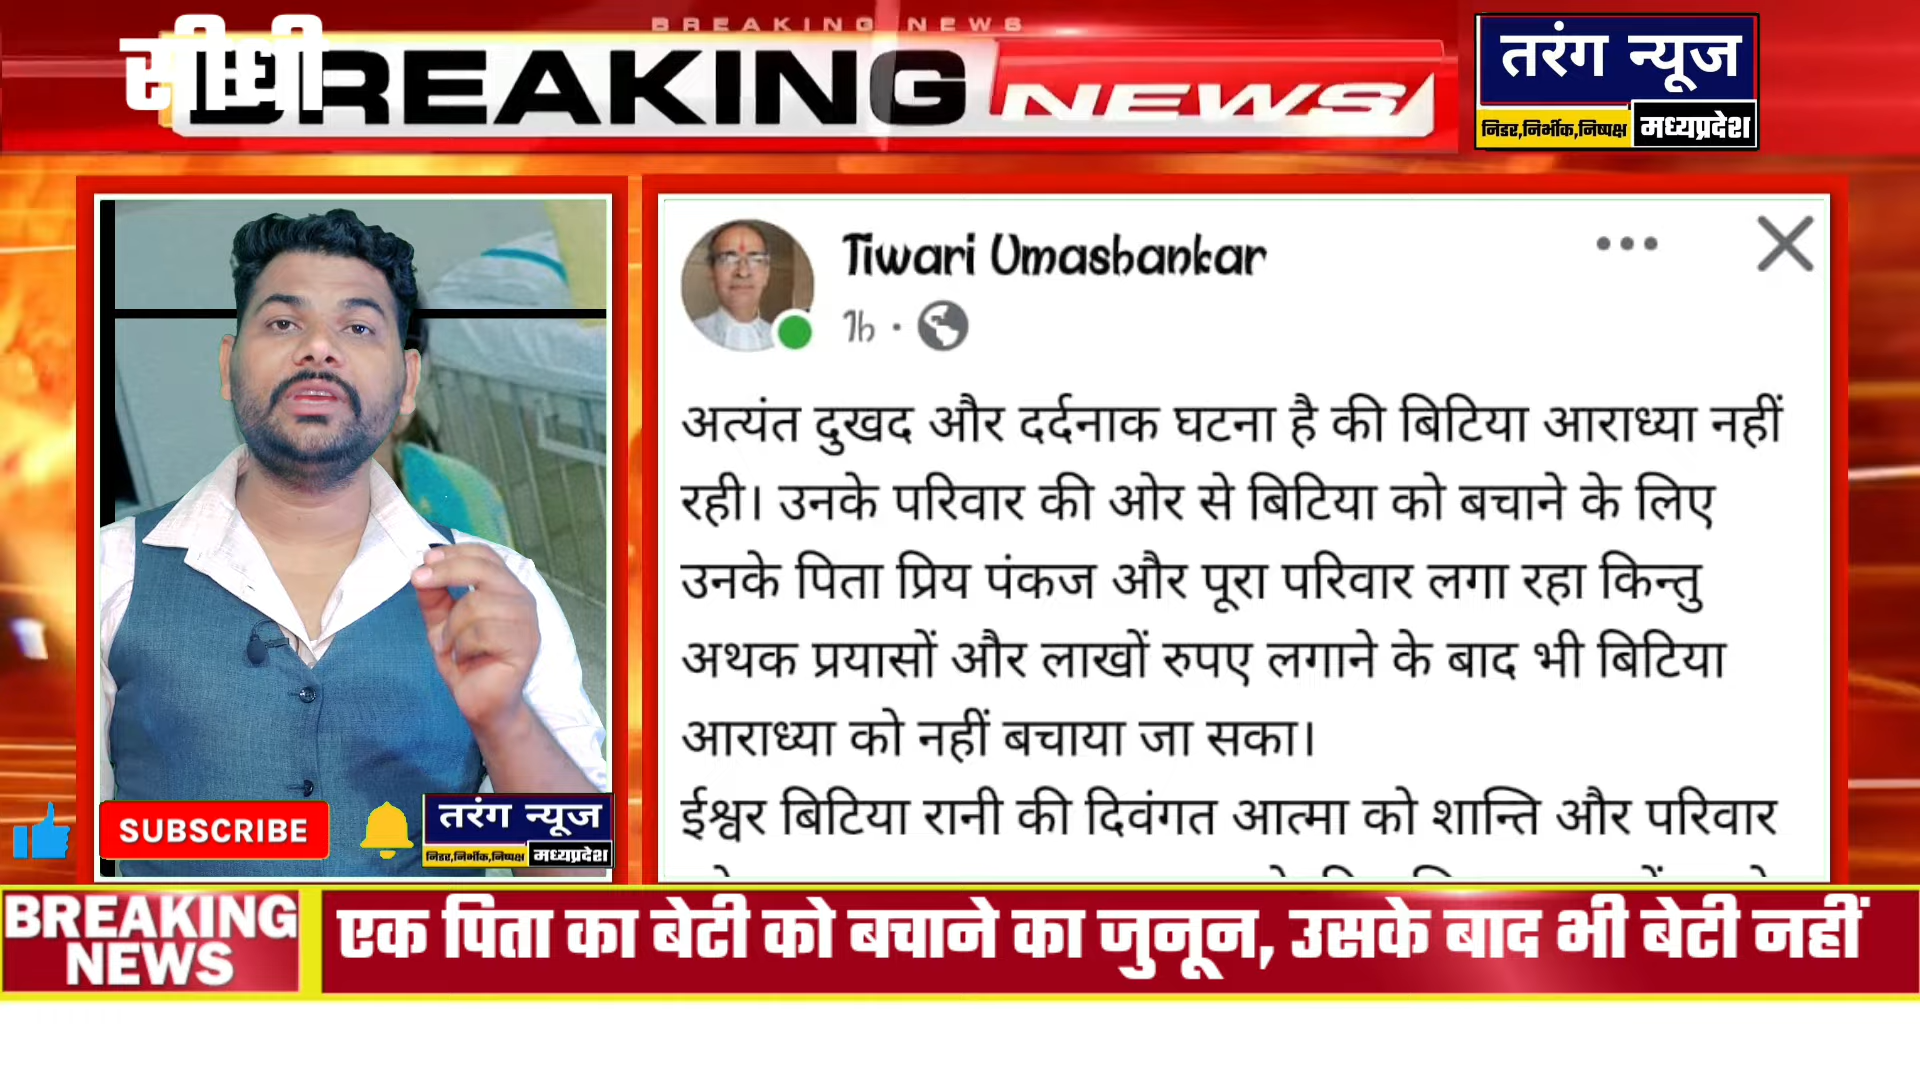 BREAKING NEWS
सीधी
BREAKING NEWS
तरंग न्यूज
निडर,निर्भीक,निष्पक्ष मध्यप्रदेश
Tiwari Umashankar
1h
अत्यंत दुखद और दर्दनाक घटना है की बिटिया आराध्या नहीं
रही। उनके परिवार की ओर से बिटिया को बचाने के लिए
उनके पिता प्रिय पंकज और पूरा परिवार लगा रहा किन्तु
अथक प्रयासों और लाखों रुपए लगाने के बाद भी बिटिया
आराध्या को नहीं बचाया जा सका।
ईश्वर बिटिया रानी की दिवंगत आत्मा को शान्ति और परिवार
SUBSCRIBE
तरंग न्यूज
निडर,निर्भीक,निष्पक्ष मध्यप्रदेश
BREAKING
NEWS
एक पिता का बेटी को बचाने का जुनून, उसके बाद भी बेटी नहीं